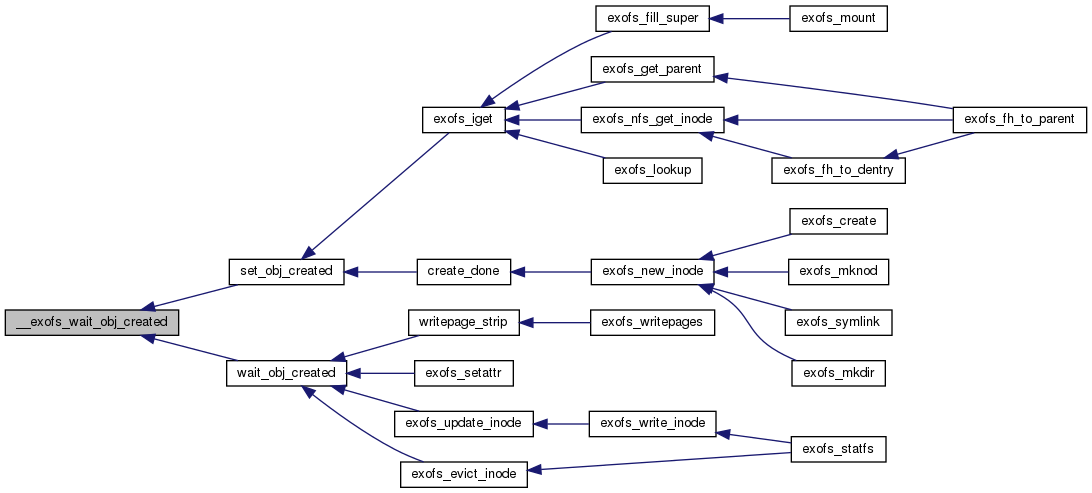 exofs_fill_super
exofs_mount
exofs_get_parent
exofs_iget
exofs_nfs_get_inode
exofs_fh_to_parent
exofs_lookup
exofs_fh_to_dentry
exofs_create
set_obj_created
create_done
exofs_new_inode
exofs_mknod
__exofs_wait_obj_created
writepage_strip
exofs_writepages
exofs_symlink
wait_obj_created
exofs_setattr
exofs_mkdir
exofs_update_inode
exofs_write_inode
exofs_statfs
exofs_evict_inode